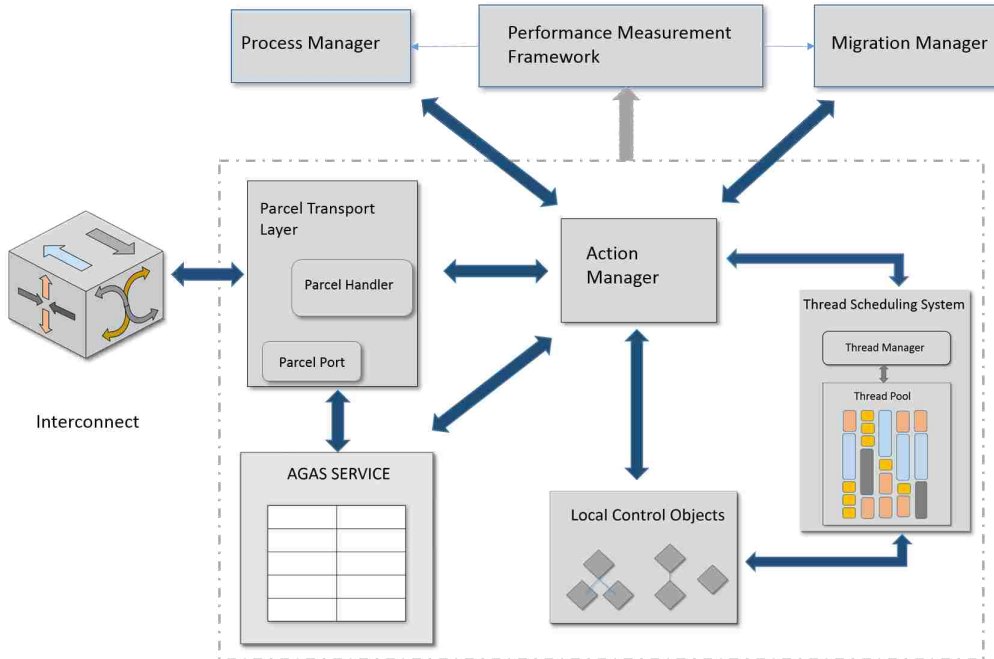 Process Manager
Performance Measurement
Framework
Migration Manager
Parcel Transport
Layer
Parcel Handler
Parcel Port
Action
Manager
Thread Scheduling System
Thread Manager
Thread Pool
Interconnect
AGAS SERVICE
Local Control Objects